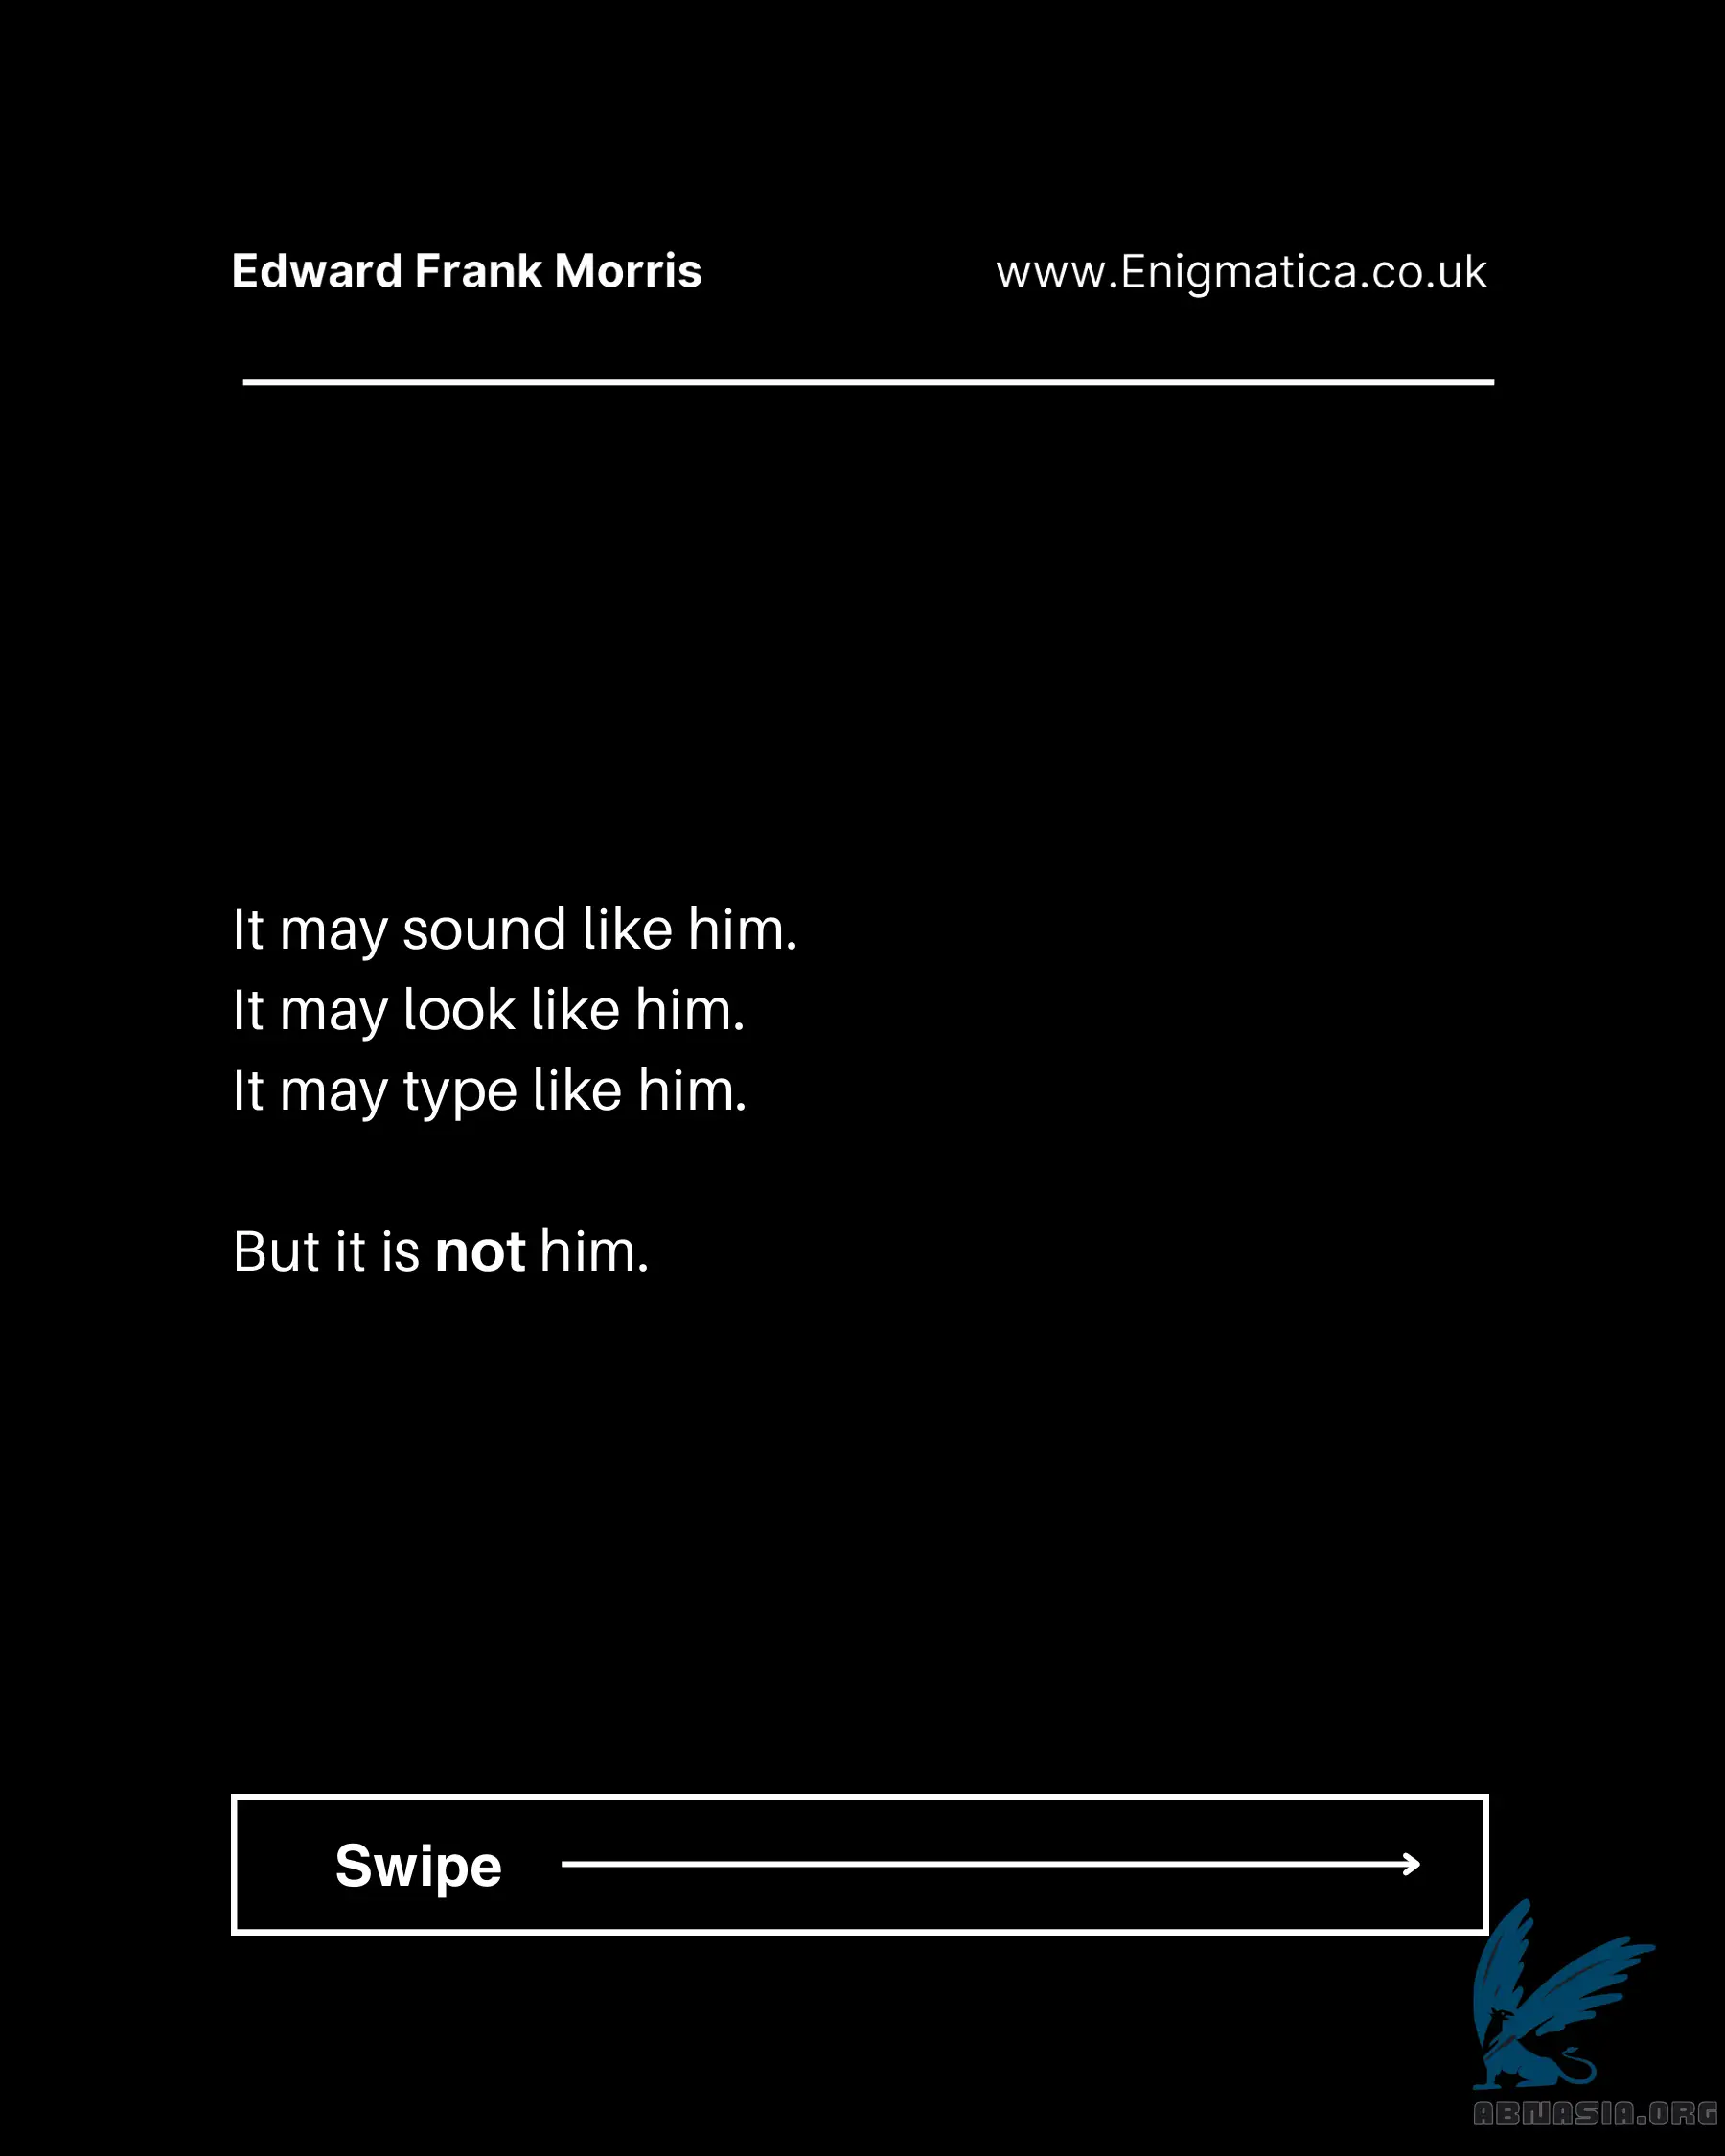 Edward Frank Morris
www.Enigmatica.co.uk
It may sound like him.
It may look like him.
It may type like him.
But it is not him.
Swipe
ABNASIA.ORG